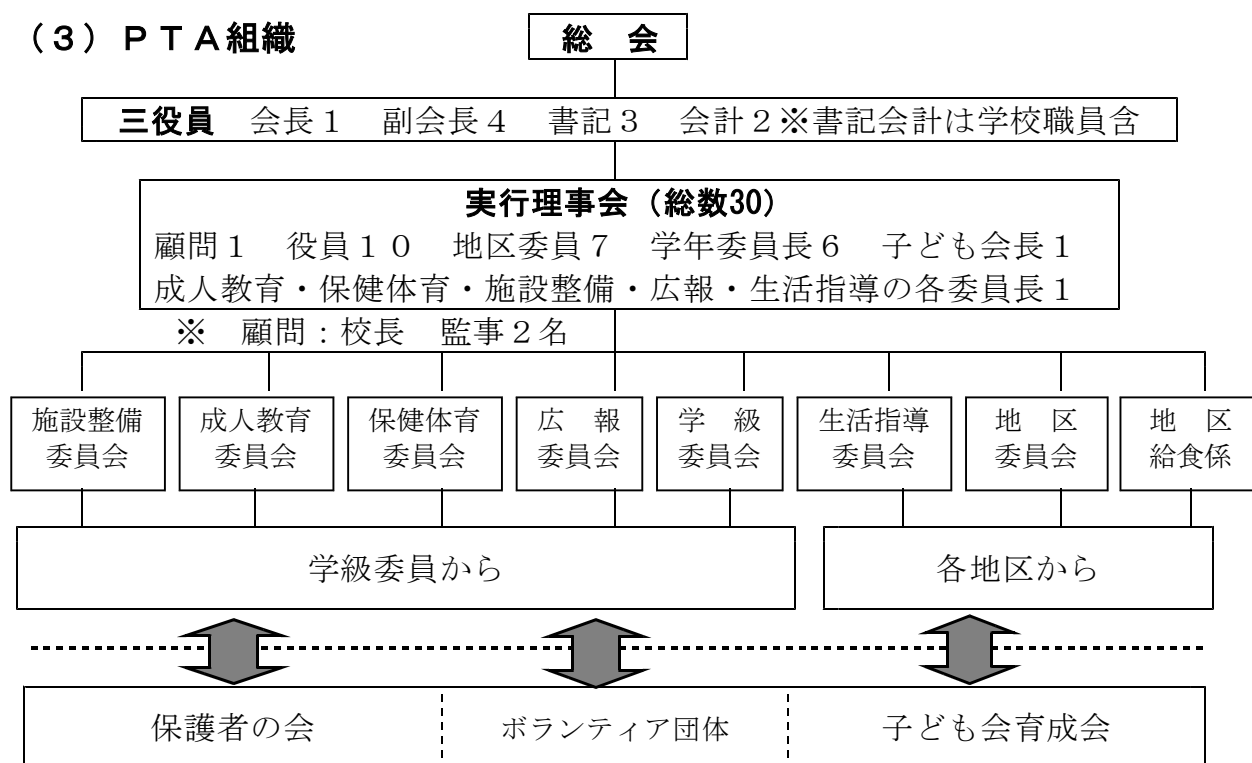 （３）ＰＴＡ組織
総　会
三役員　会長１　副会長４　書記３　会計２※書記会計は学校職員含
実行理事会（総数30）
顧問１　役員１０　地区委員７　学年委員長６　子ども会長１
成人教育・保健体育・施設整備・広報・生活指導の各委員長１
※　顧問：校長　監事２名
施設整備
委員会
成人教育
委員会
保健体育
委員会
広　報
委員会
学　級
委員会
生活指導
委員会
地　区
委員会
地　区
給食係
学級委員から
各地区から
保護者の会
ボランティア団体
子ども会育成会